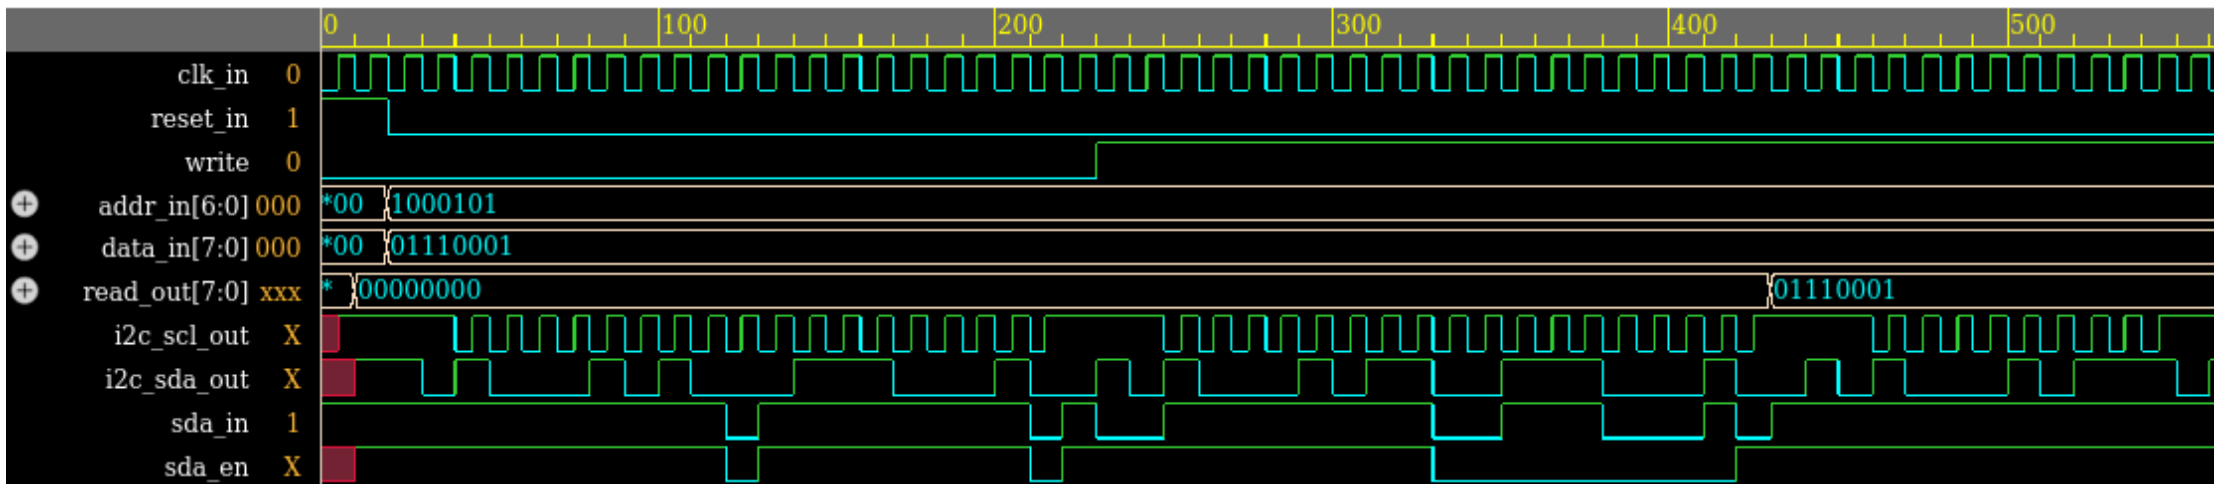 0 100 200 300 400 500
clk_in 0
reset_in 1
write 0
addr_in[6:0] 000 *00 1000101
data_in[7:0] 000 *00 01110001
read_out[7:0] xxx * 00000000 01110001
i2c_scl_out X
i2c_sda_out X
sda_in 1
sda_en X